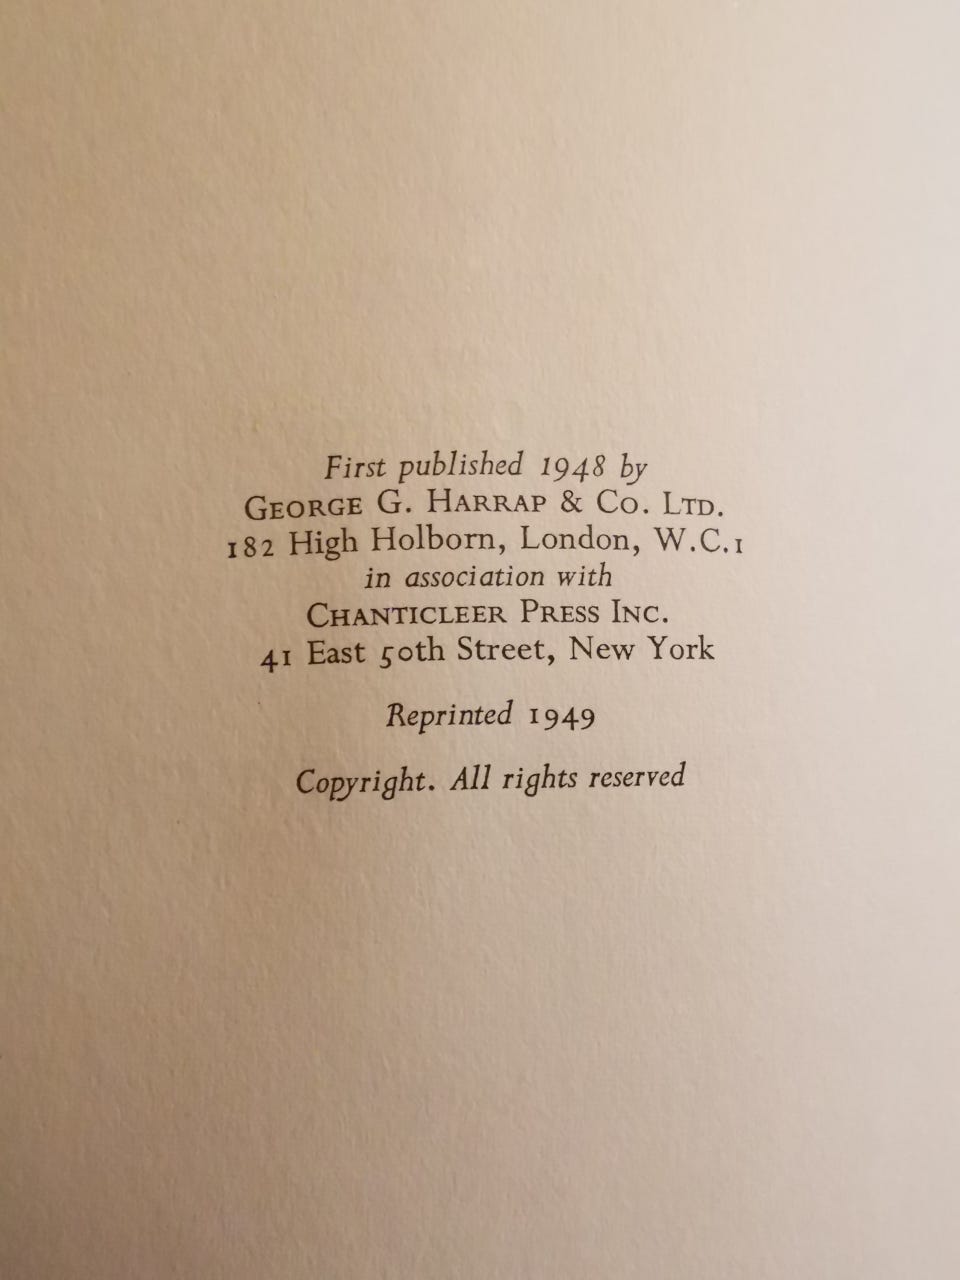 First published 1948 by
George G. Harrap & Co. Ltd.
182 High Holborn, London, W.C.1
in association with
Chanticleer Press Inc.
41 East 50th Street, New York
Reprinted 1949
Copyright. All rights reserved